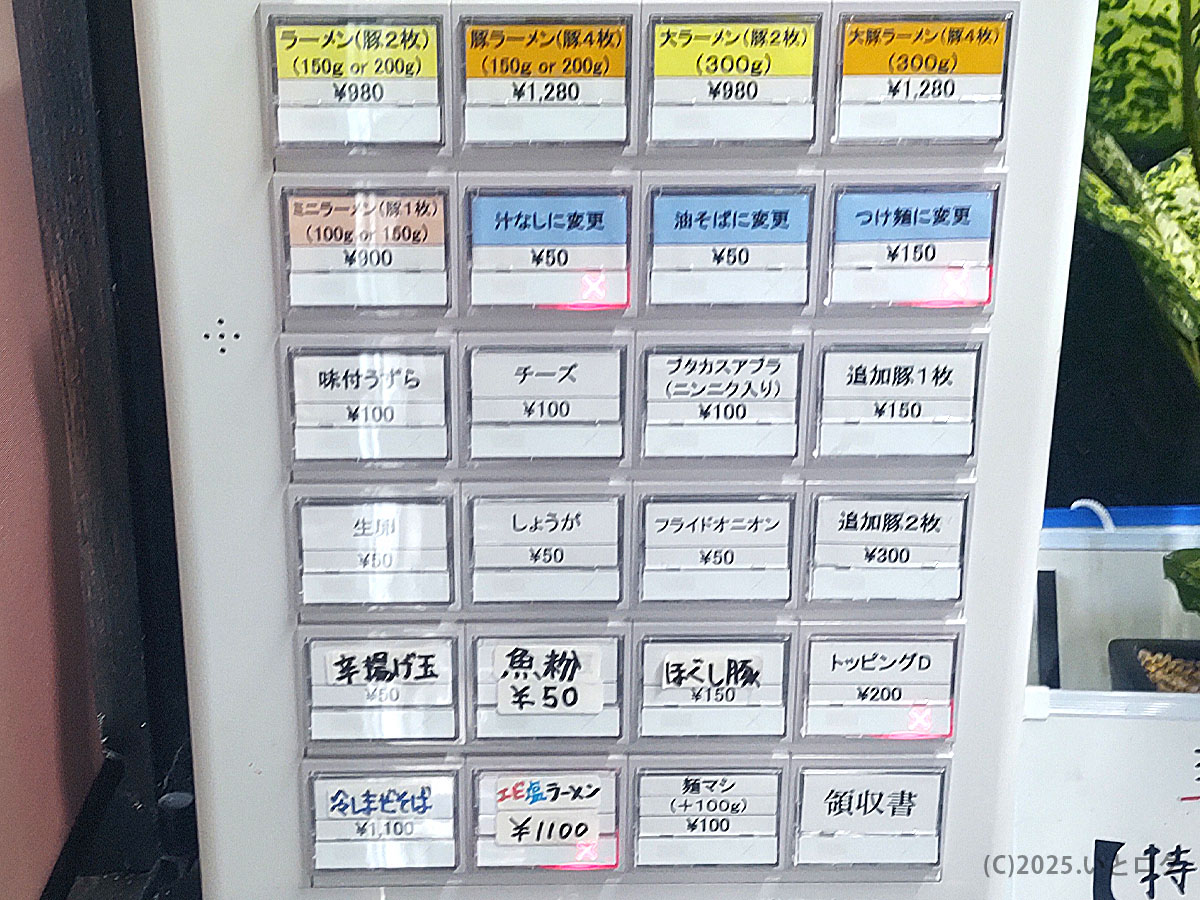 ラーメン(豚2枚)
(150g or 200g)
¥980
豚ラーメン(豚4枚)
(150g or 200g)
¥1,280
大ラーメン(豚2枚)
(300g)
¥980
大豚ラーメン(豚4枚)
(300g)
¥1,280
ミニラーメン(豚1枚)
(100g or 150g)
¥900
汁なしに変更
¥50
油そばに変更
¥50
つけ麺に変更
¥150
味付うずら
¥100
チーズ
¥100
ブタカスアブラ
(ニンニク入り)
¥100
追加豚1枚
¥150
生卵
¥50
しょうが
¥50
フライドオニオン
¥50
追加豚2枚
¥300
辛揚げ玉
¥50
魚粉
¥50
ほぐし豚
¥150
トッピングD
¥200
冷しまぜそば
¥1,100
エビ塩ラーメン
¥1100
麺マシ
(+100g)
¥100
領収書
【持
(C)2025.いとログ